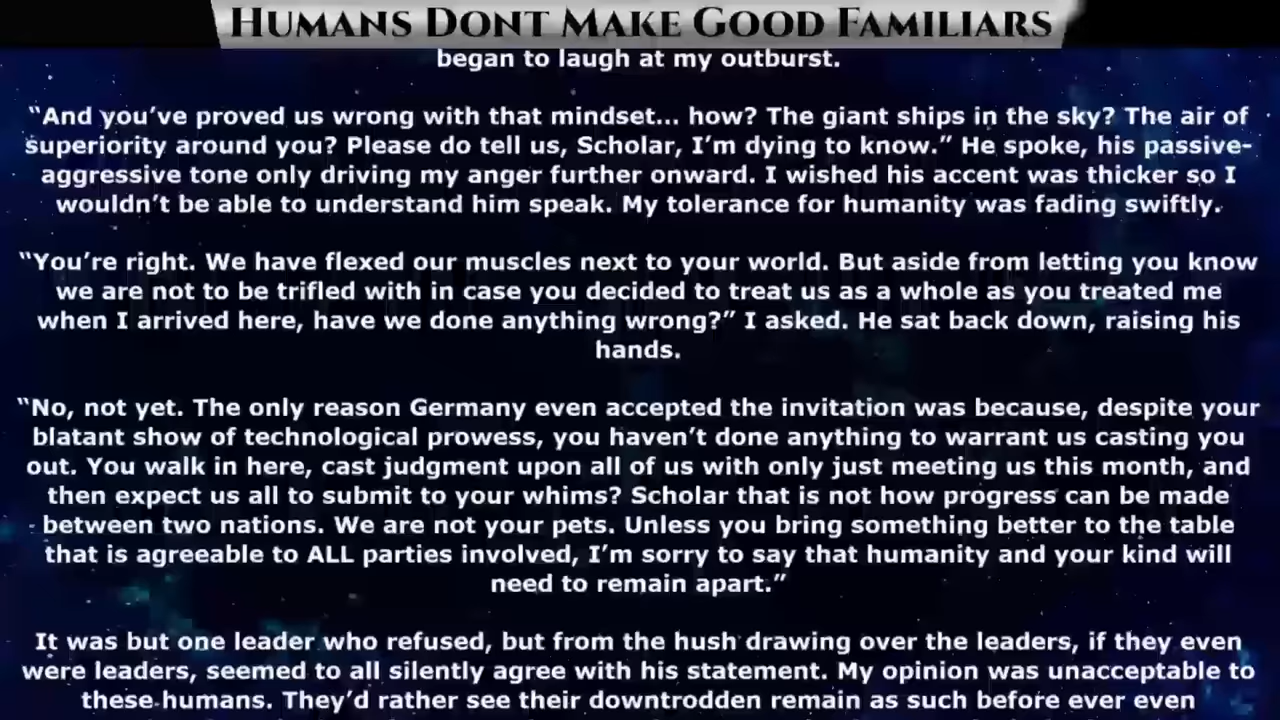 Humans Dont Make Good Familiars
began to laugh at my outburst.
“And you’ve proved us wrong with that mindset... how? The giant ships in the sky? The air of
superiority around you? Please do tell us, Scholar, I’m dying to know.” He spoke, his passive-
aggressive tone only driving my anger further onward. I wished his accent was thicker so I
wouldn’t be able to understand him speak. My tolerance for humanity was fading swiftly.
“You’re right. We have flexed our muscles next to your world. But aside from letting you know
we are not to be trifled with in case you decided to treat us as a whole as you treated me
when I arrived here, have we done anything wrong?” I asked. He sat back down, raising his
hands.
“No, not yet. The only reason Germany even accepted the invitation was because, despite your
blatant show of technological prowess, you haven’t done anything to warrant us casting you
out. You walk in here, cast judgment upon all of us with only just meeting us this month, and
then expect us all to submit to your whims? Scholar that is not how progress can be made
between two nations. We are not your pets. Unless you bring something better to the table
that is agreeable to ALL parties involved, I’m sorry to say that humanity and your kind will
need to remain apart.”
It was but one leader who refused, but from the hush drawing over the leaders, if they even
were leaders, seemed to all silently agree with his statement. My opinion was unacceptable to
these humans. They’d rather see their downtrodden remain as such before ever even